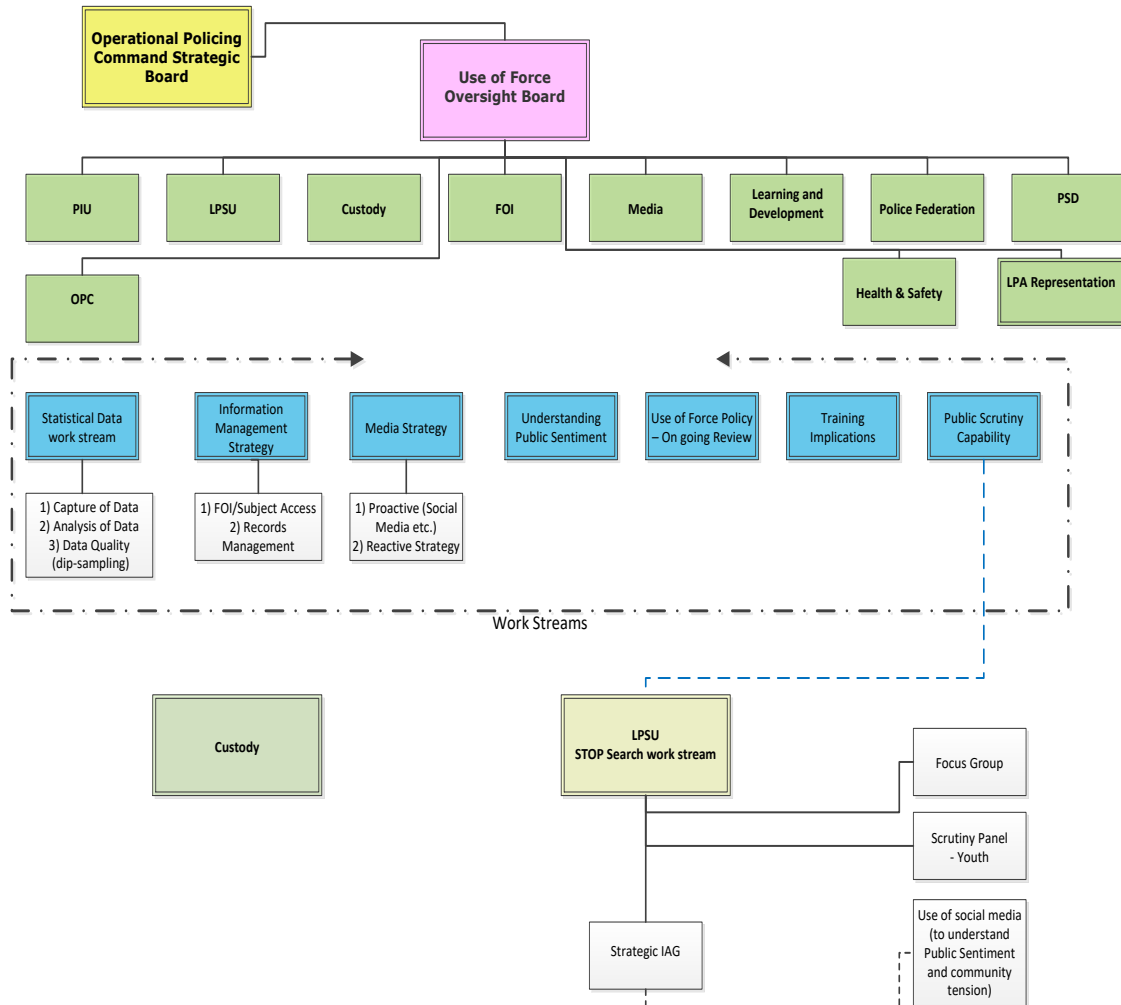 Operational Policing
Command Strategic
Board
Use of Force
Oversight Board
PIU
LPSU
Custody
FOI
Media
Learning and
Development
Police Federation
PSD
OPC
Health & Safety
LPA Representation
Statistical Data
work stream
Information
Management
Strategy
Media Strategy
Understanding
Public Sentiment
Use of Force Policy
– On going Review
Training
Implications
Public Scrutiny
Capability
1) Capture of Data
2) Analysis of Data
3) Data Quality
(dip-sampling)
1) FOI/Subject Access
2) Records
Management
1) Proactive (Social
Media etc.)
2) Reactive Strategy
Work Streams
Custody
LPSU
STOP Search work stream
Focus Group
Scrutiny Panel
- Youth
Strategic IAG
Use of social media
(to understand
Public Sentiment
and community
tension)